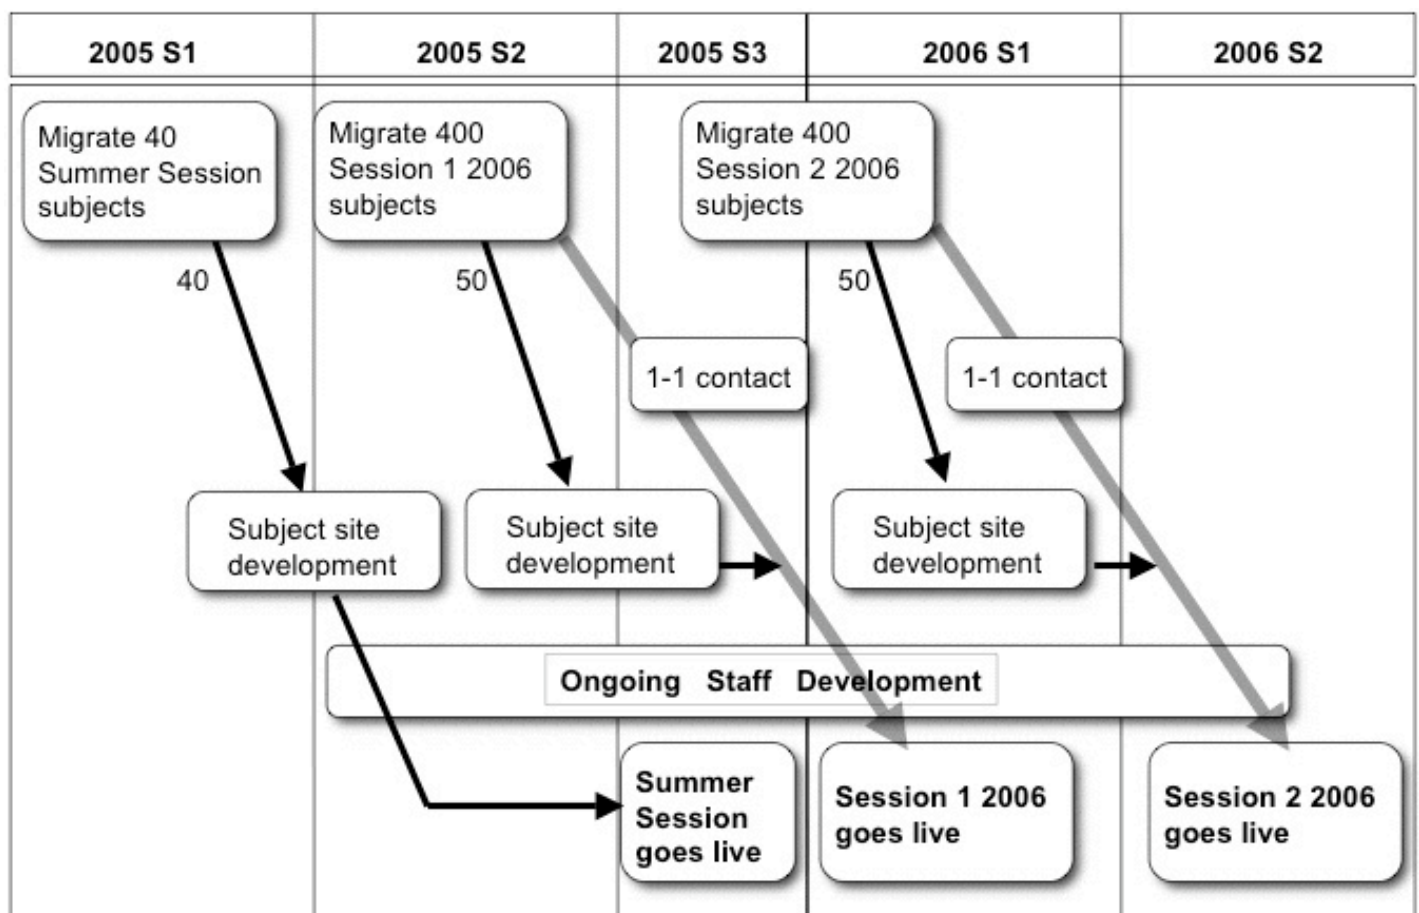 2005 S1
2005 S2
2005 S3
2006 S1
2006 S2
Migrate 40
Summer Session
subjects
Migrate 400
Session 1 2006
subjects
Migrate 400
Session 2 2006
subjects
40
50
50
1-1 contact
1-1 contact
Subject site
development
Subject site
development
Subject site
development
Ongoing Staff Development
Summer
Session
goes live
Session 1 2006
goes live
Session 2 2006
goes live